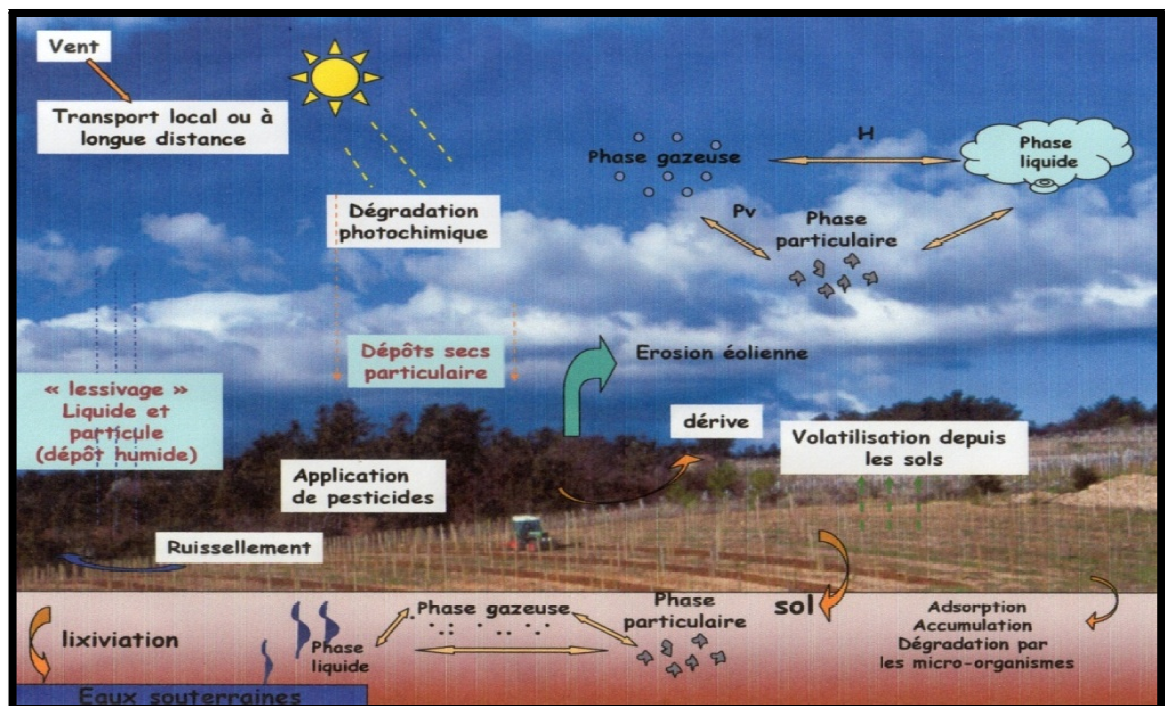 Vent
Transport local ou à
longue distance
Phase gazeuse
H
Phase
liquide
Pv
Phase
particulaire
Dégradation
photochimique
Dépôts secs
particulaire
Erosion éolienne
« lessivage »
Liquide et
particule
(dépôt humide)
dérive
Volatilisation depuis
les sols
Application
de pesticides
Ruissellement
lixiviation
Phase
liquide
Phase gazeuse
Phase
particulaire
sol
Adsorption
Accumulation
Dégradation par
les micro-organismes
Eaux souterraines